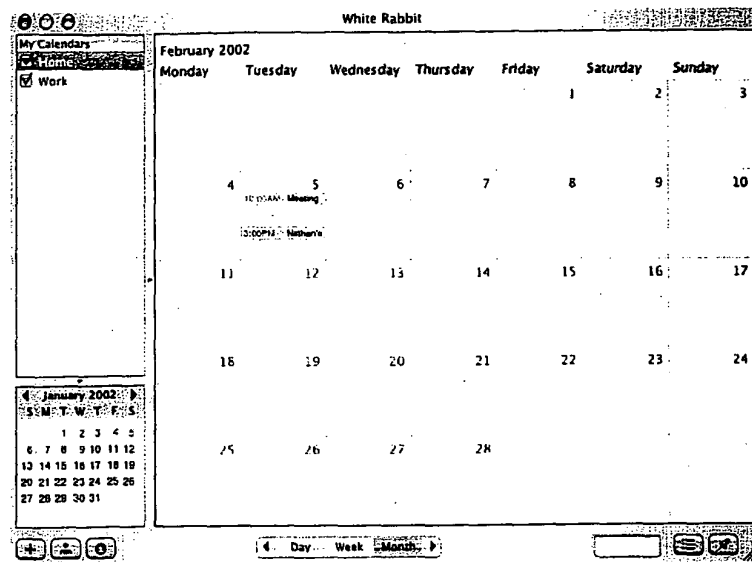 White Rabbit
My Calendars
Home
Work
February 2002
Monday Tuesday Wednesday Thursday Friday Saturday Sunday
1 2 3
4 5 6 7 8 9 10
10:00AM Meeting
3:00PM Nathan's
11 12 13 14 15 16 17
18 19 20 21 22 23 24
25 26 27 28
January 2002
S M T W T F S
1 2 3 4 5
6 7 8 9 10 11 12
13 14 15 16 17 18 19
20 21 22 23 24 25 26
27 28 29 30 31
Day Week Month